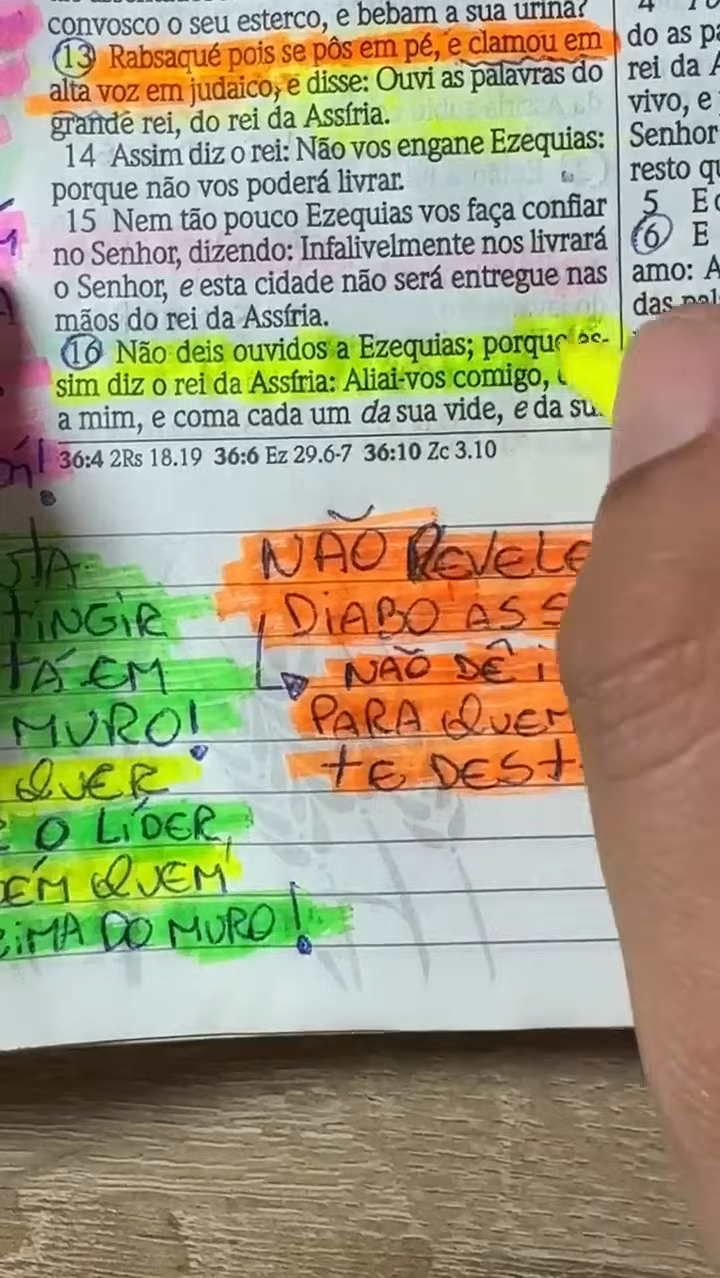 convosco o seu esterco, e bebam a sua urina?
13 Rabsaqué pois se pôs em pé, e clamou em
alta voz em judaico, e disse: Ouvi as palavras do
grande rei, do rei da Assíria.
14 Assim diz o rei: Não vos engane Ezequias:
porque não vos poderá livrar.
15 Nem tão pouco Ezequias vos faça confiar
no Senhor, dizendo: Infalivelmente nos livrará
o Senhor, e esta cidade não será entregue nas
mãos do rei da Assíria.
16 Não deis ouvidos a Ezequias; porque as-
sim diz o rei da Assíria: Aliai-vos comigo,
a mim, e coma cada um da sua vide, e da su
36:4 2Rs 18.19 36:6 Ez 29.6-7 36:10 Zc 3.10
do as pa
rei da A
vivo, e
Senhor
resto qu
5 E
6 E
amo: A
das
TINGIR
TÁ EM
MURO!
QUER
O LÍDER,
ÉM QUEM
CIMA DO MURO!
NÃO REVELE
DIABO ASS
NÃO DÊ I
PARA QUEM
TE DEST